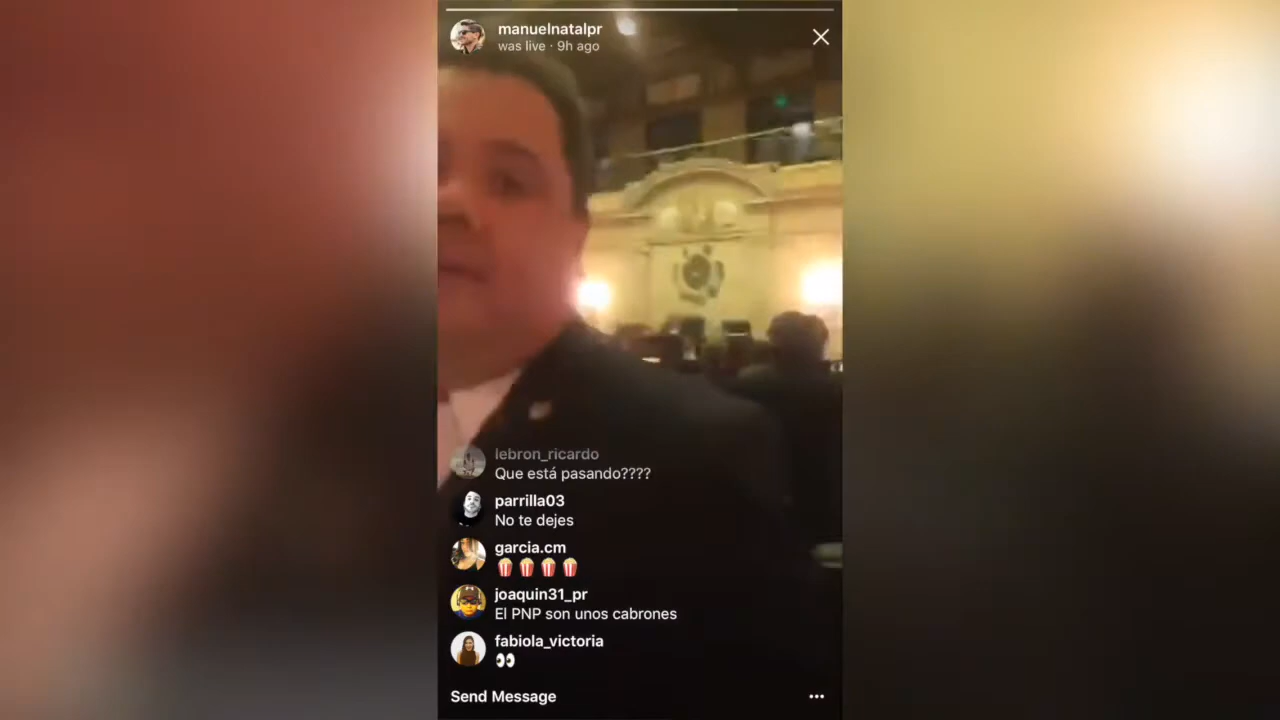 manuelnatalpr
was live · 9h ago
lebron_ricardo
Que está pasando????
parrilla03
No te dejes
garcia.cm
🍿🍿🍿🍿
joaquin31_pr
El PNP son unos cabrones
fabiola_victoria
👀
Send Message